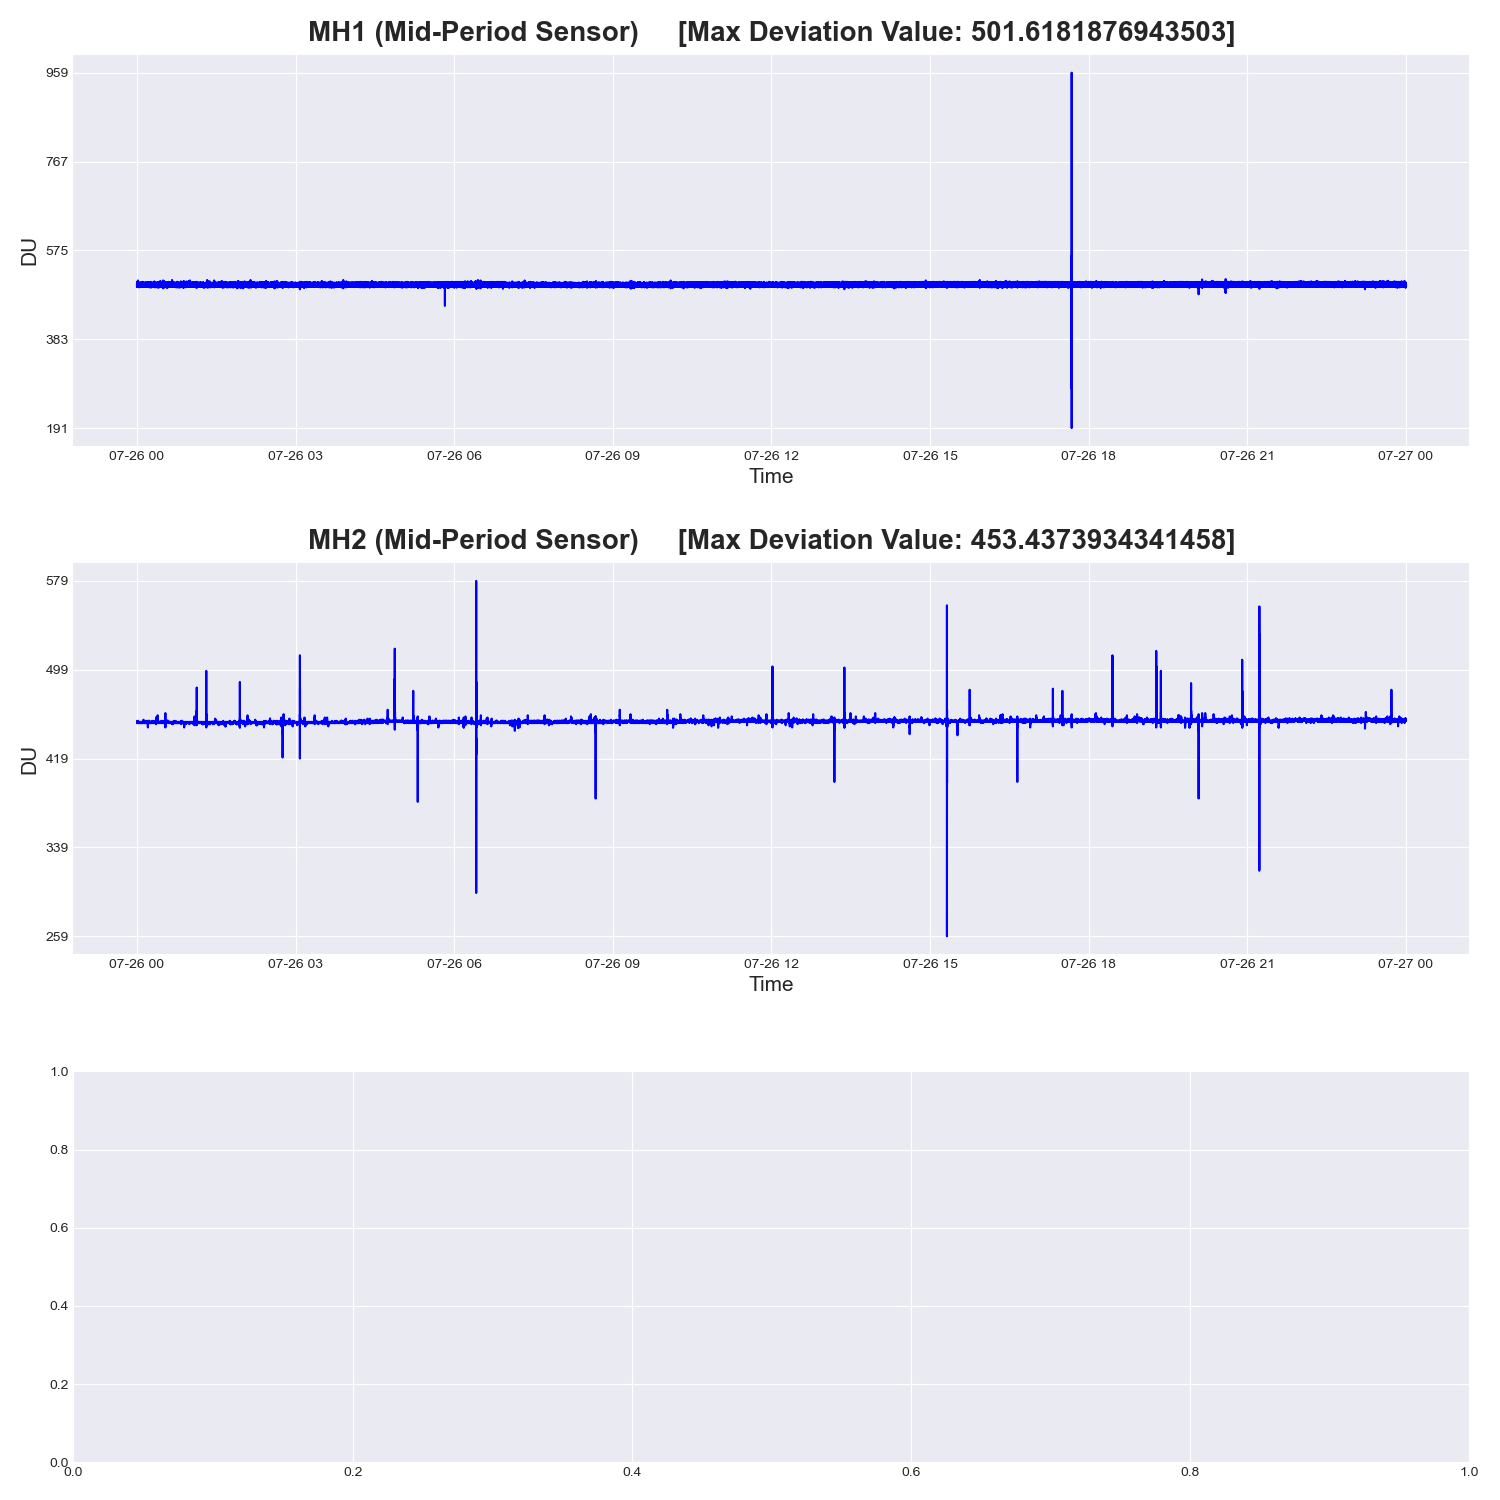 MH1 (Mid-Period Sensor) [Max Deviation Value: 501.6181876943503]
959
767
575
383
191
DU
07-26 00 07-26 03 07-26 06 07-26 09 07-26 12 07-26 15 07-26 18 07-26 21 07-27 00
Time
MH2 (Mid-Period Sensor) [Max Deviation Value: 453.4373934341458]
579
499
419
339
259
DU
07-26 00 07-26 03 07-26 06 07-26 09 07-26 12 07-26 15 07-26 18 07-26 21 07-27 00
Time
1.0
0.8
0.6
0.4
0.2
0.0
0.0 0.2 0.4 0.6 0.8 1.0